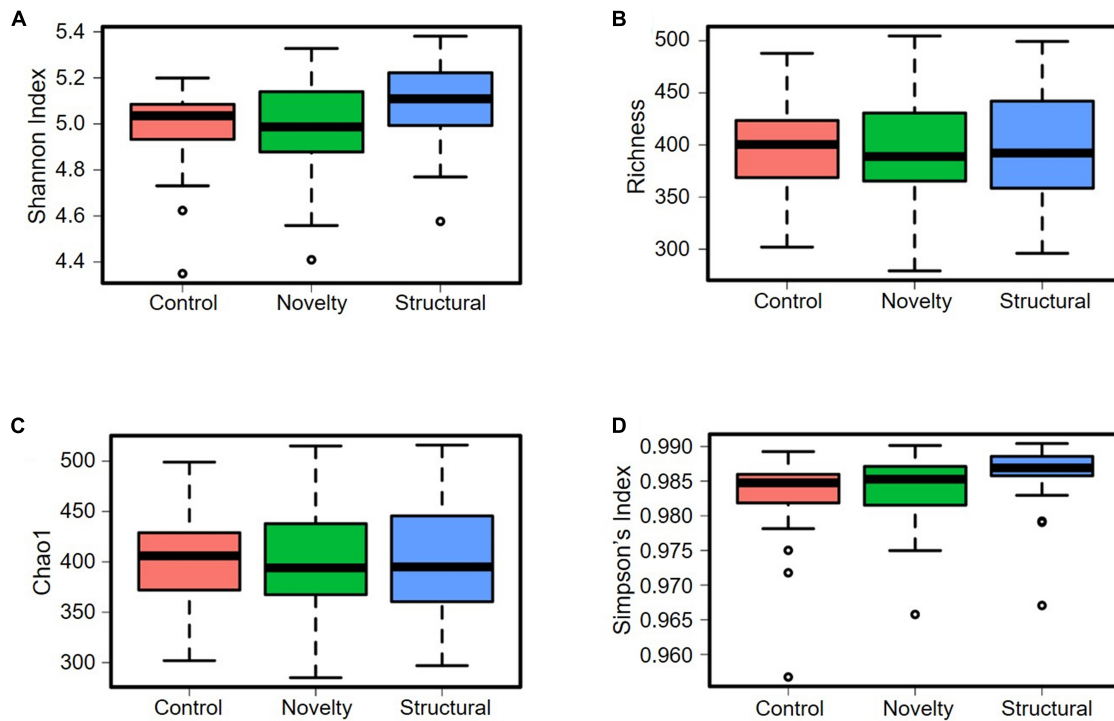 A
Shannon Index
5.4
5.2
5.0
4.8
4.6
4.4
Control Novelty Structural
B
Richness
500
450
400
350
300
Control Novelty Structural
C
Chao1
500
450
400
350
300
Control Novelty Structural
D
Simpson's Index
0.990
0.985
0.980
0.975
0.970
0.965
0.960
Control Novelty Structural